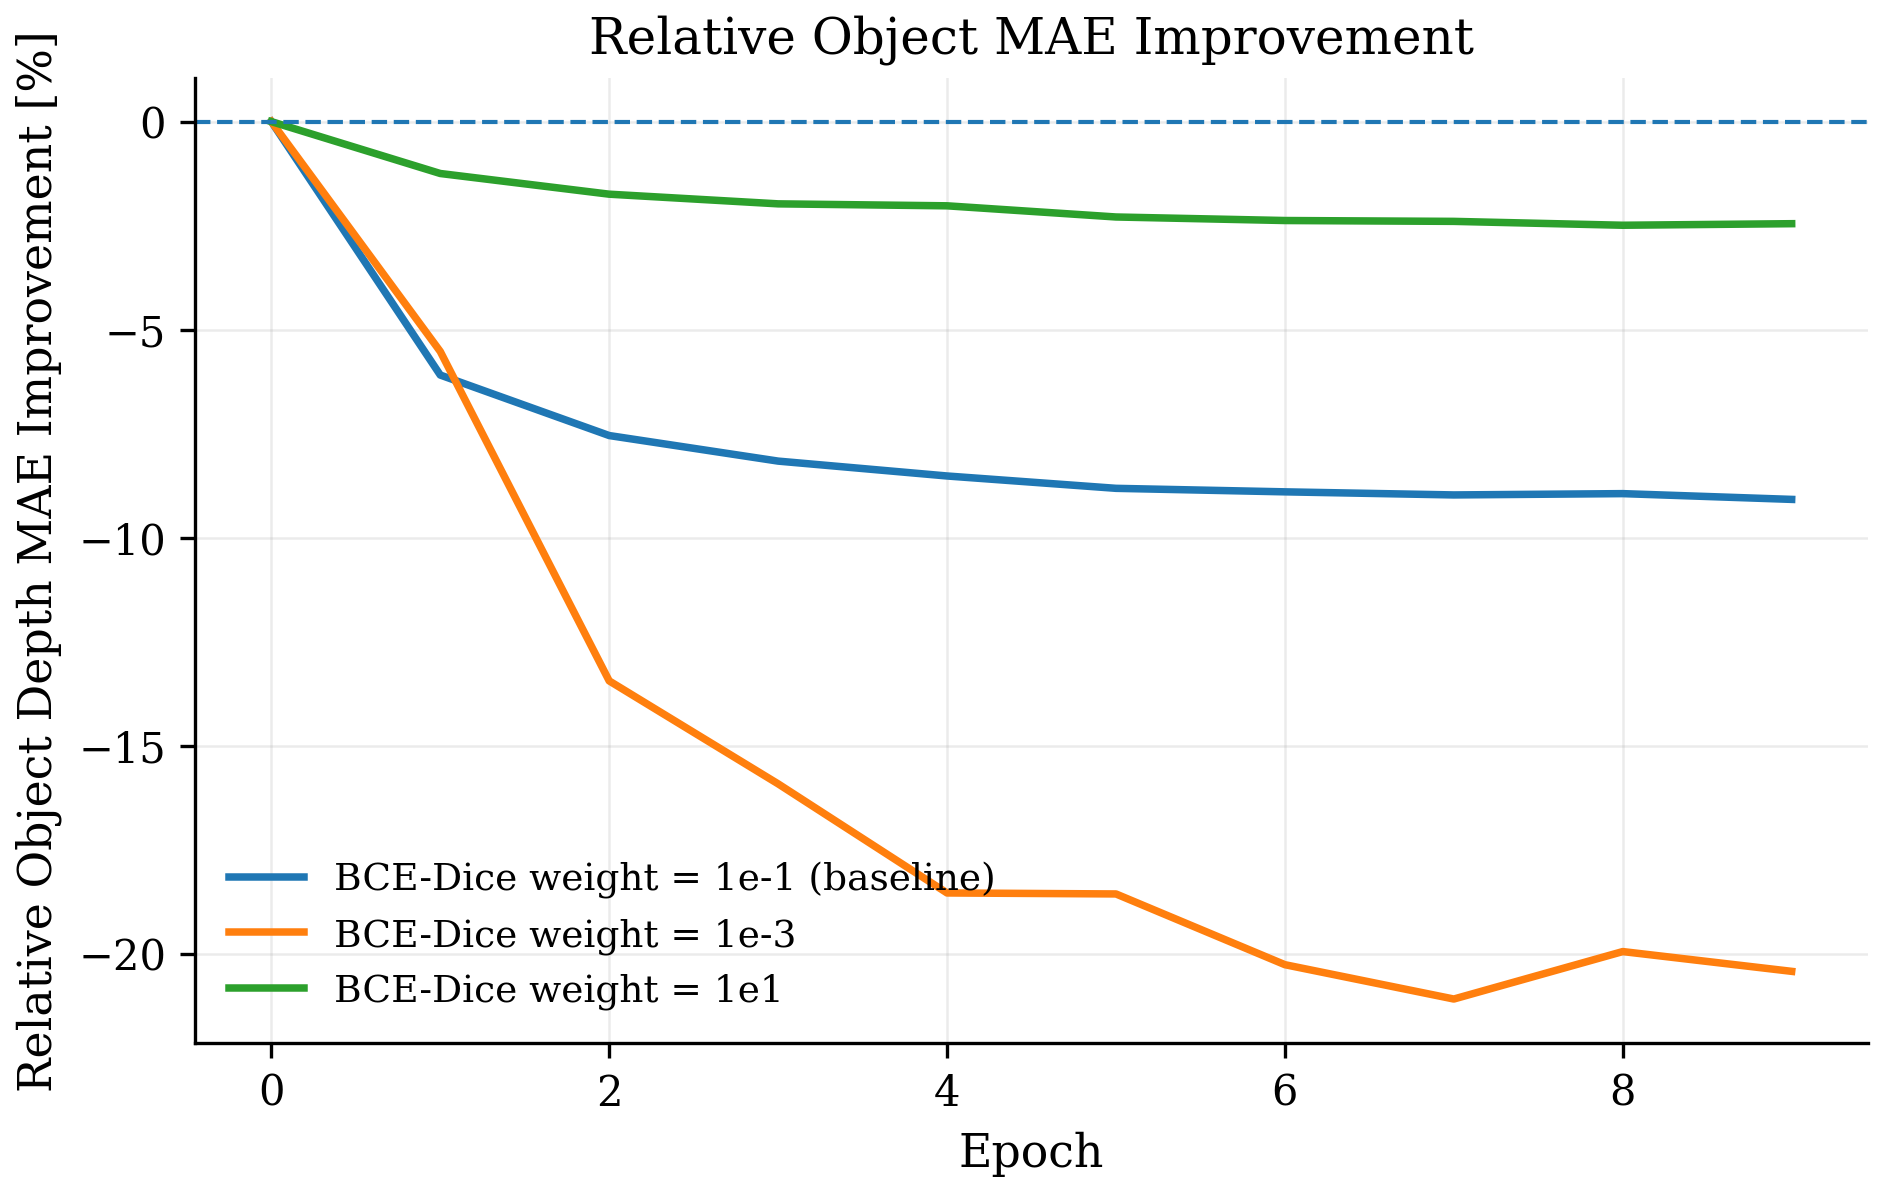 Relative Object MAE Improvement
Relative Object Depth MAE Improvement [%]
0
−5
−10
−15
−20
BCE-Dice weight = 1e-1 (baseline)
BCE-Dice weight = 1e-3
BCE-Dice weight = 1e1
0 2 4 6 8
Epoch